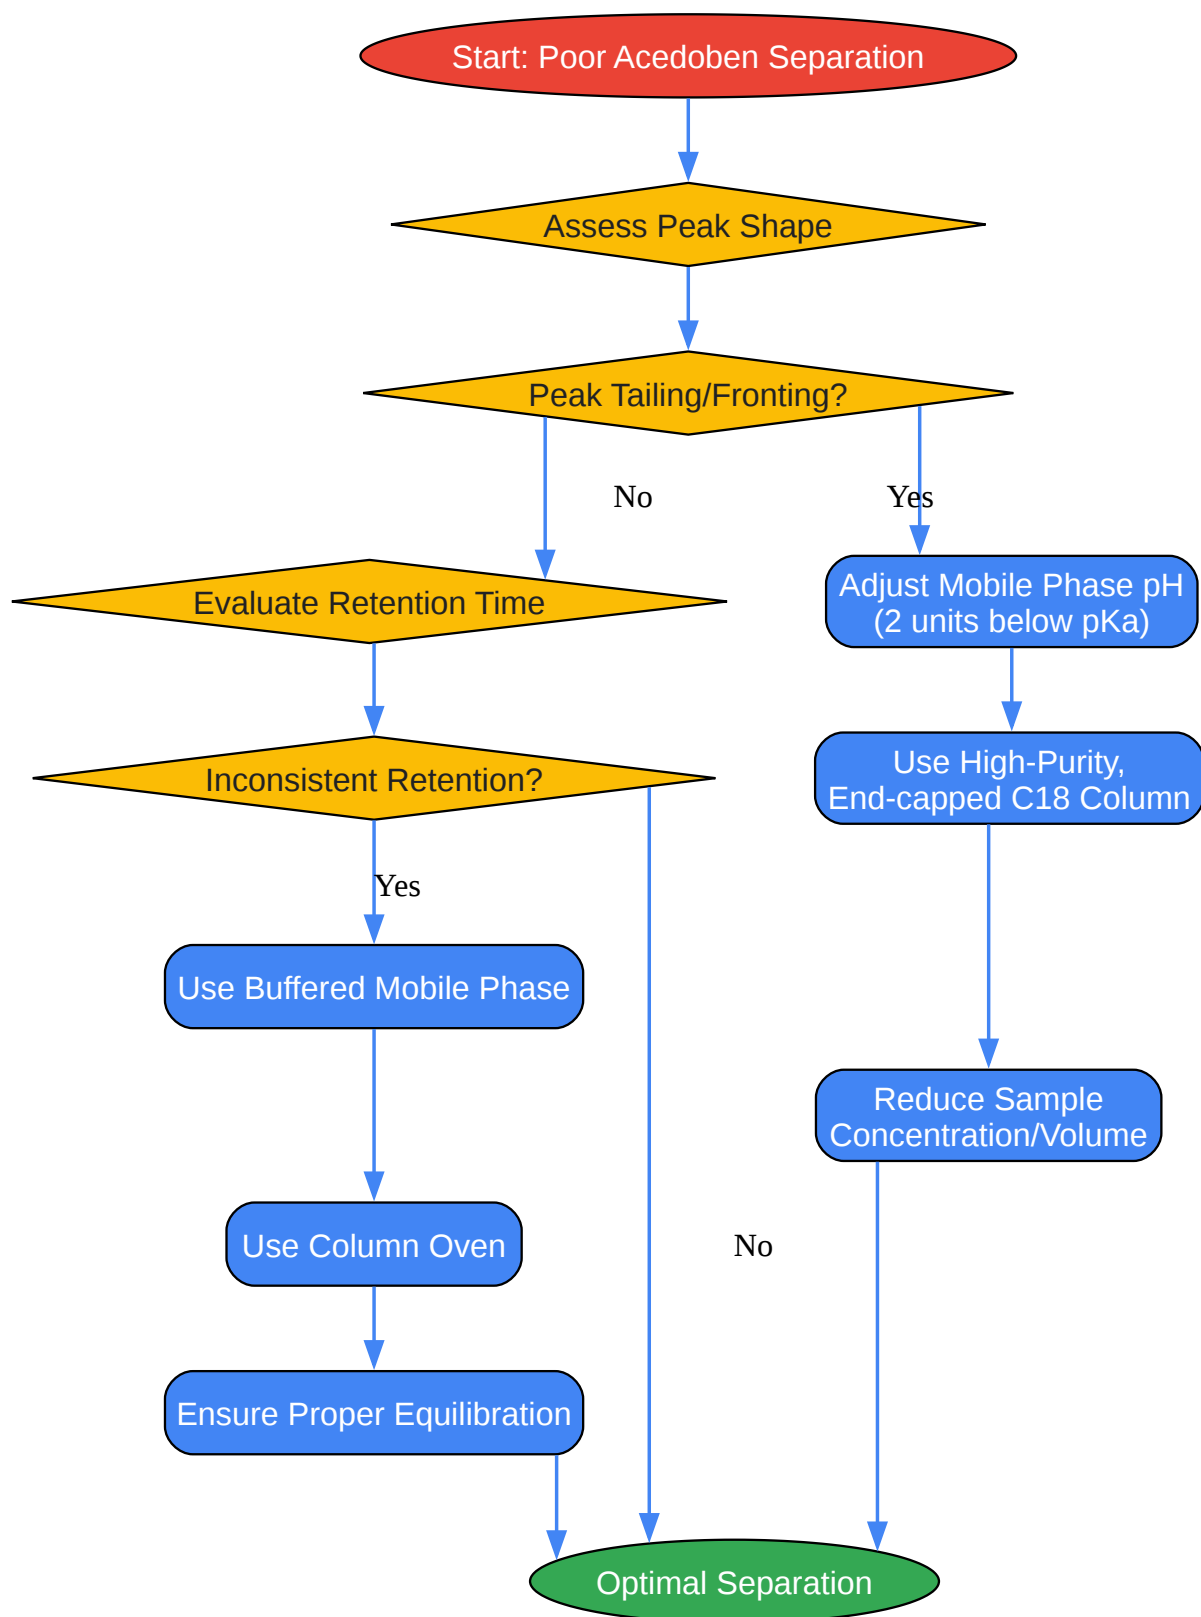 Start: Poor Acedoben Separation
Assess Peak Shape
Peak Tailing/Fronting?
No
Yes
Evaluate Retention Time
Adjust Mobile Phase pH
(2 units below pKa)
Inconsistent Retention?
Use High-Purity,
End-capped C18 Column
Yes
Use Buffered Mobile Phase
Reduce Sample
Concentration/Volume
Use Column Oven
No
Ensure Proper Equilibration
Optimal Separation